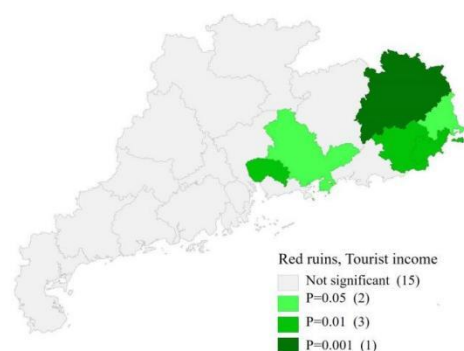 Red ruins, Tourist income
Not significant (15)
P=0.05 (2)
P=0.01 (3)
P=0.001 (1)